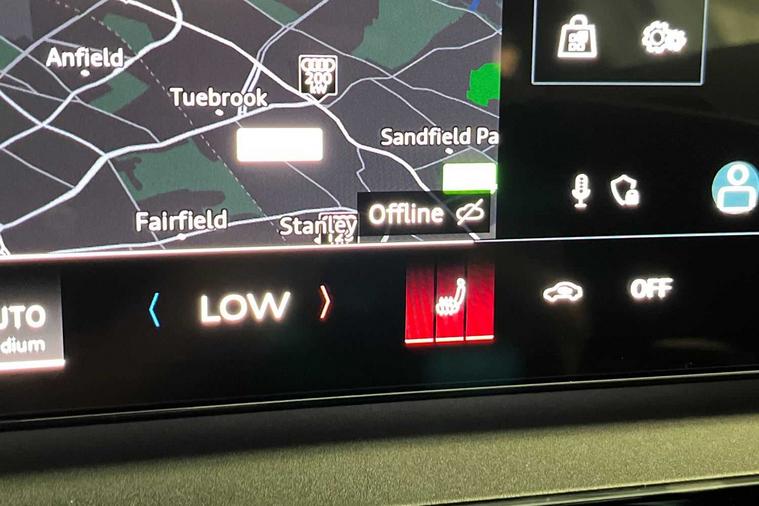 Anfield
200
kW
Tuebrook
Sandfield Pa
Fairfield
Stanley
Offline
UTO
dium
LOW
OFF